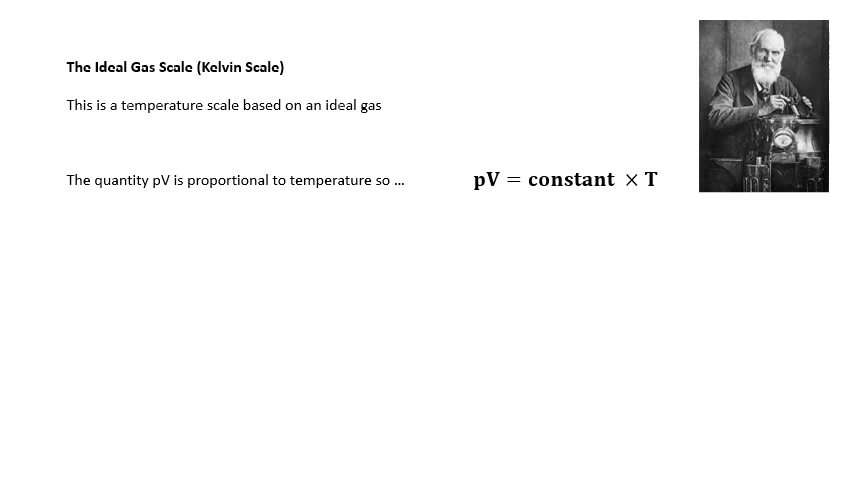 The Ideal Gas Scale (Kelvin Scale)
This is a temperature scale based on an ideal gas
The quantity pV is proportional to temperature so ... pV = constant × T